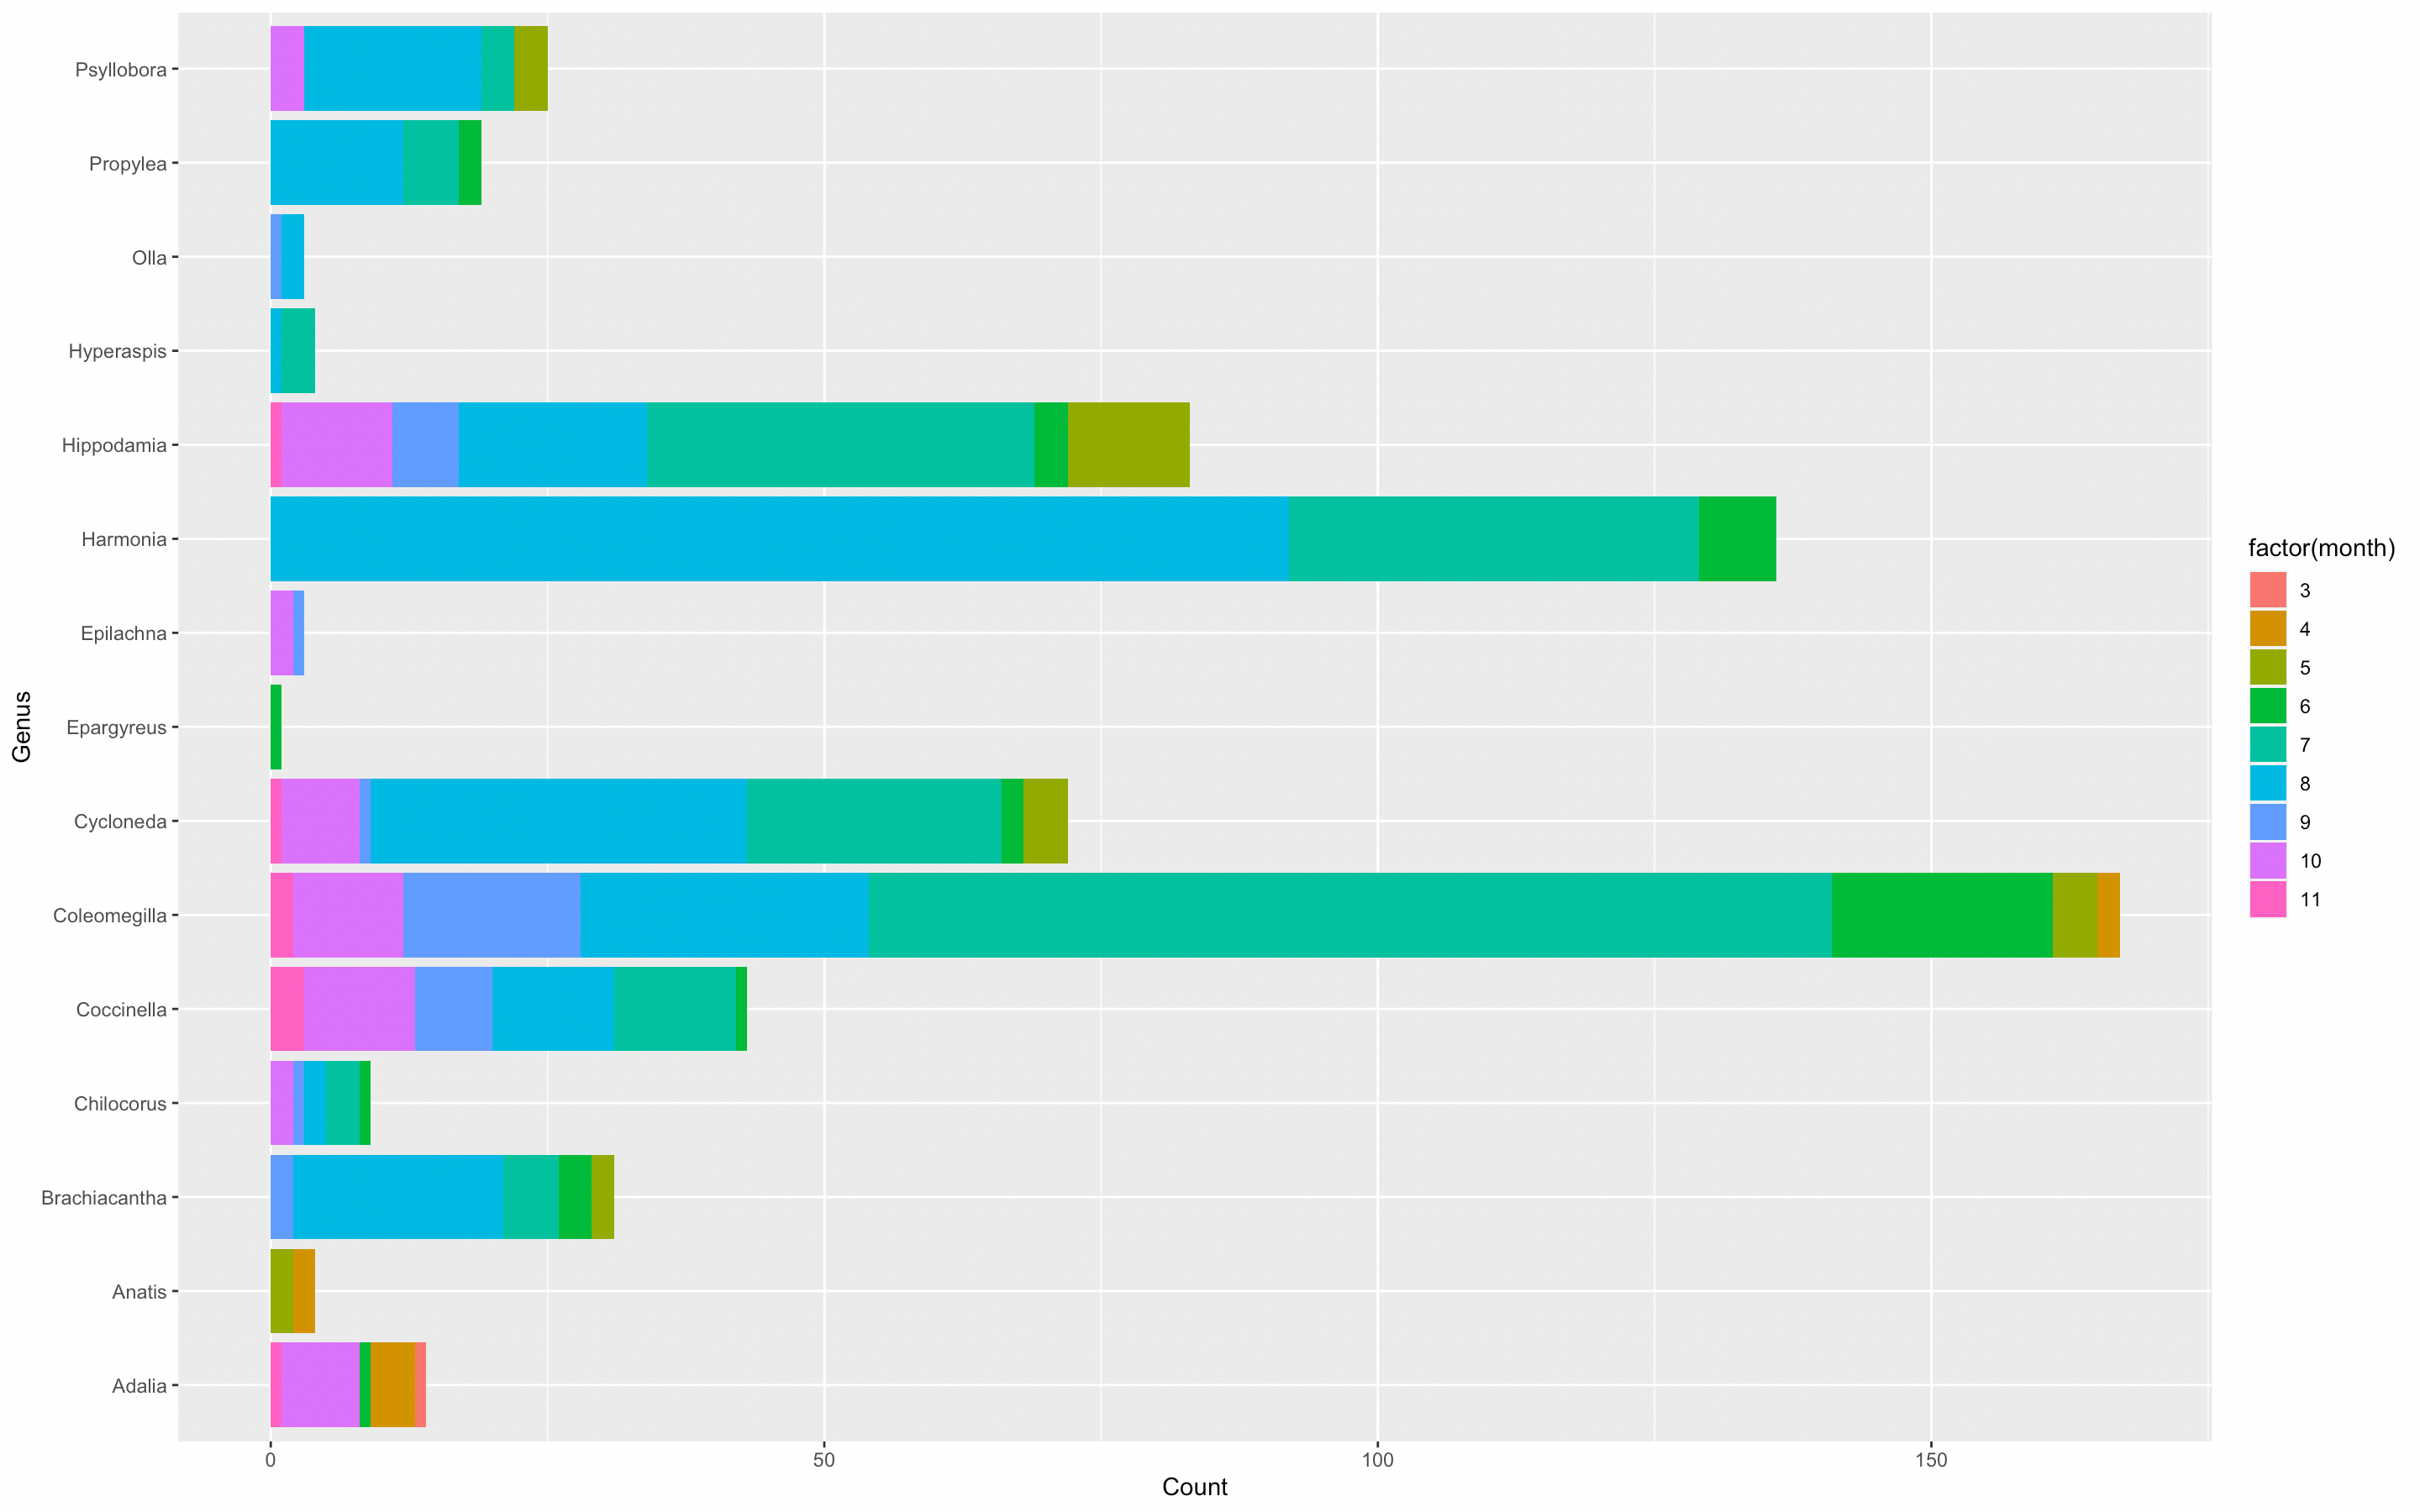 Psyllobora
Propylea
Olla
Hyperaspis
Hippodamia
Harmonia
Epilachna
Epargyreus
Cycloneda
Coleomegilla
Coccinella
Chilocorus
Brachiacantha
Anatis
Adalia
Genus
0 50 100 150
Count
factor(month)
3
4
5
6
7
8
9
10
11